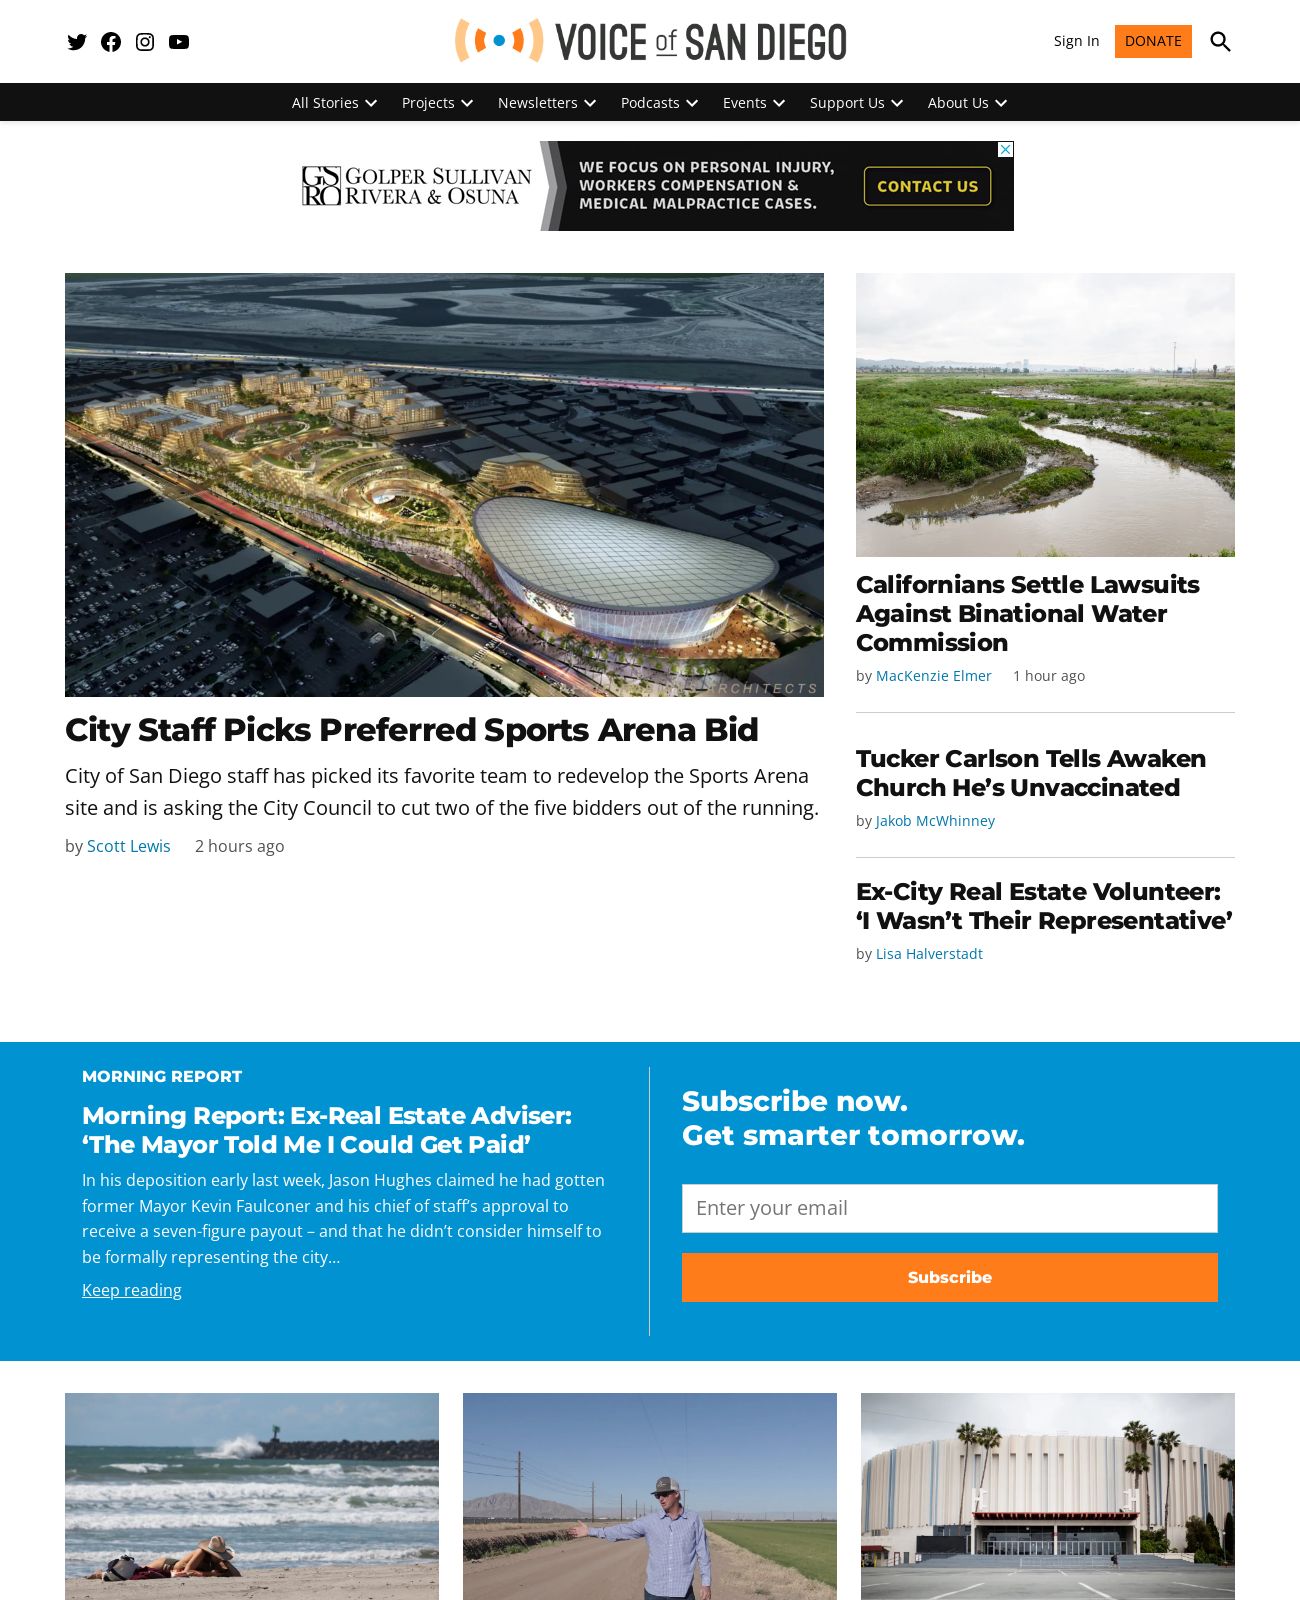 VOICE of SAN DIEGO
Sign In
DONATE
All Stories
Projects
Newsletters
Podcasts
Events
Support Us
About Us
GSRO GOLPER SULLIVAN
RIVERA & OSUNA
WE FOCUS ON PERSONAL INJURY,
WORKERS COMPENSATION &
MEDICAL MALPRACTICE CASES.
CONTACT US
ARCHITECTS
City Staff Picks Preferred Sports Arena Bid
City of San Diego staff has picked its favorite team to redevelop the Sports Arena
site and is asking the City Council to cut two of the five bidders out of the running.
by Scott Lewis 2 hours ago
Californians Settle Lawsuits
Against Binational Water
Commission
by MacKenzie Elmer 1 hour ago
Tucker Carlson Tells Awaken
Church He’s Unvaccinated
by Jakob McWhinney
Ex-City Real Estate Volunteer:
‘I Wasn’t Their Representative’
by Lisa Halverstadt
MORNING REPORT
Morning Report: Ex-Real Estate Adviser:
‘The Mayor Told Me I Could Get Paid’
In his deposition early last week, Jason Hughes claimed he had gotten
former Mayor Kevin Faulconer and his chief of staff’s approval to
receive a seven-figure payout – and that he didn’t consider himself to
be formally representing the city…
Keep reading
Subscribe now.
Get smarter tomorrow.
Enter your email
Subscribe